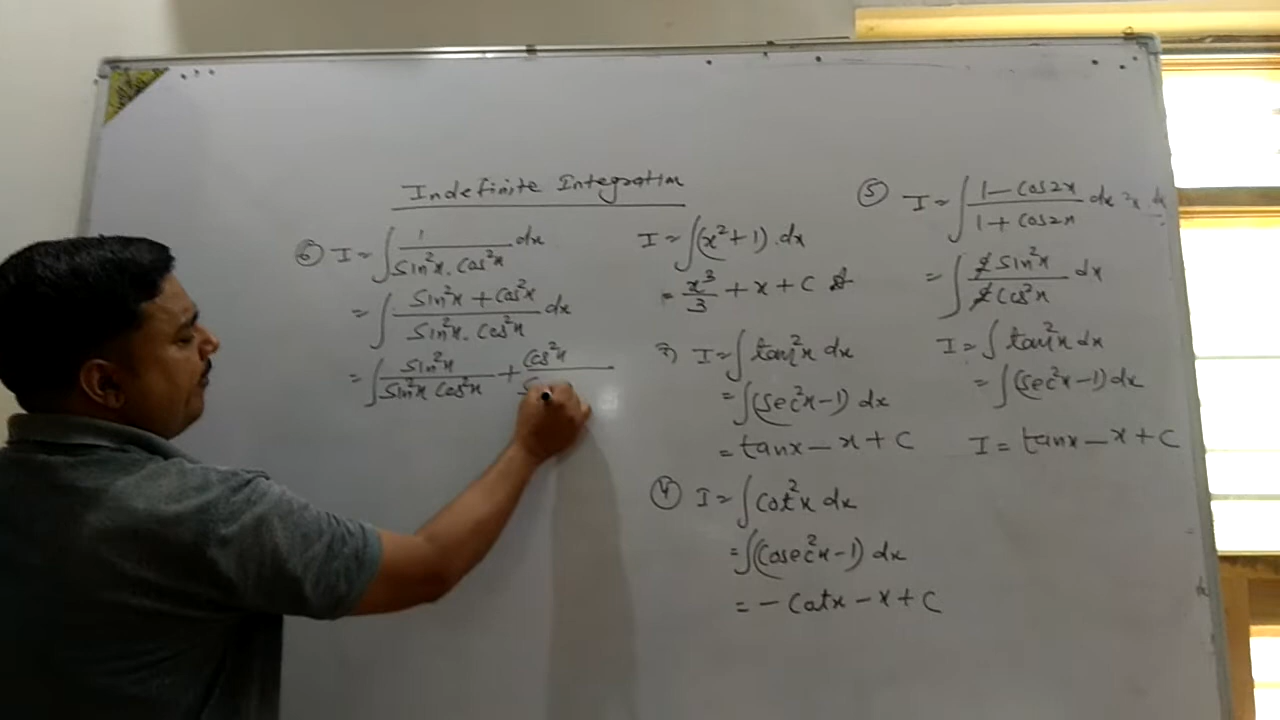 Indefinite Integration
⑥ I = ∫ 1/(Sin²x . Cos²x) dx
= ∫ (Sin²x + Cos²x)/(Sin²x . Cos²x) dx
= ∫ Sin²x/(Sin²x Cos²x) + Cos²x/S
I = ∫(x²+1) . dx
= x³/3 + x + C
3) I = ∫ tan²x dx
= ∫(Sec²x - 1) dx
= tanx - x + C
④ I = ∫ Cot²x dx
= ∫(Cosec²x - 1) dx
= - Cotx - x + C
⑤ I = ∫ (1 - Cos2x)/(1 + Cos2x) dx
= ∫ 2Sin²x/2Cos²x dx
I = ∫ tan²x dx
= ∫(Sec²x - 1) dx
I = tanx - x + C